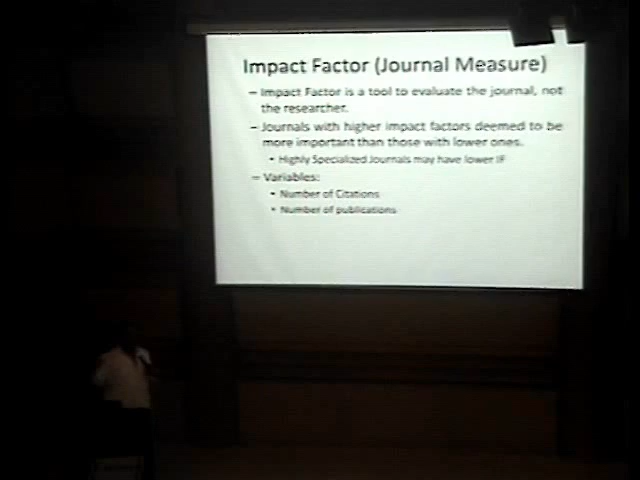 Impact Factor (Journal Measure)
– Impact Factor is a tool to evaluate the journal, not
the researcher.
– Journals with higher impact factors deemed to be
more important than those with lower ones.
• Highly Specialized Journals may have lower IF
– Variables:
• Number of Citations
• Number of publications